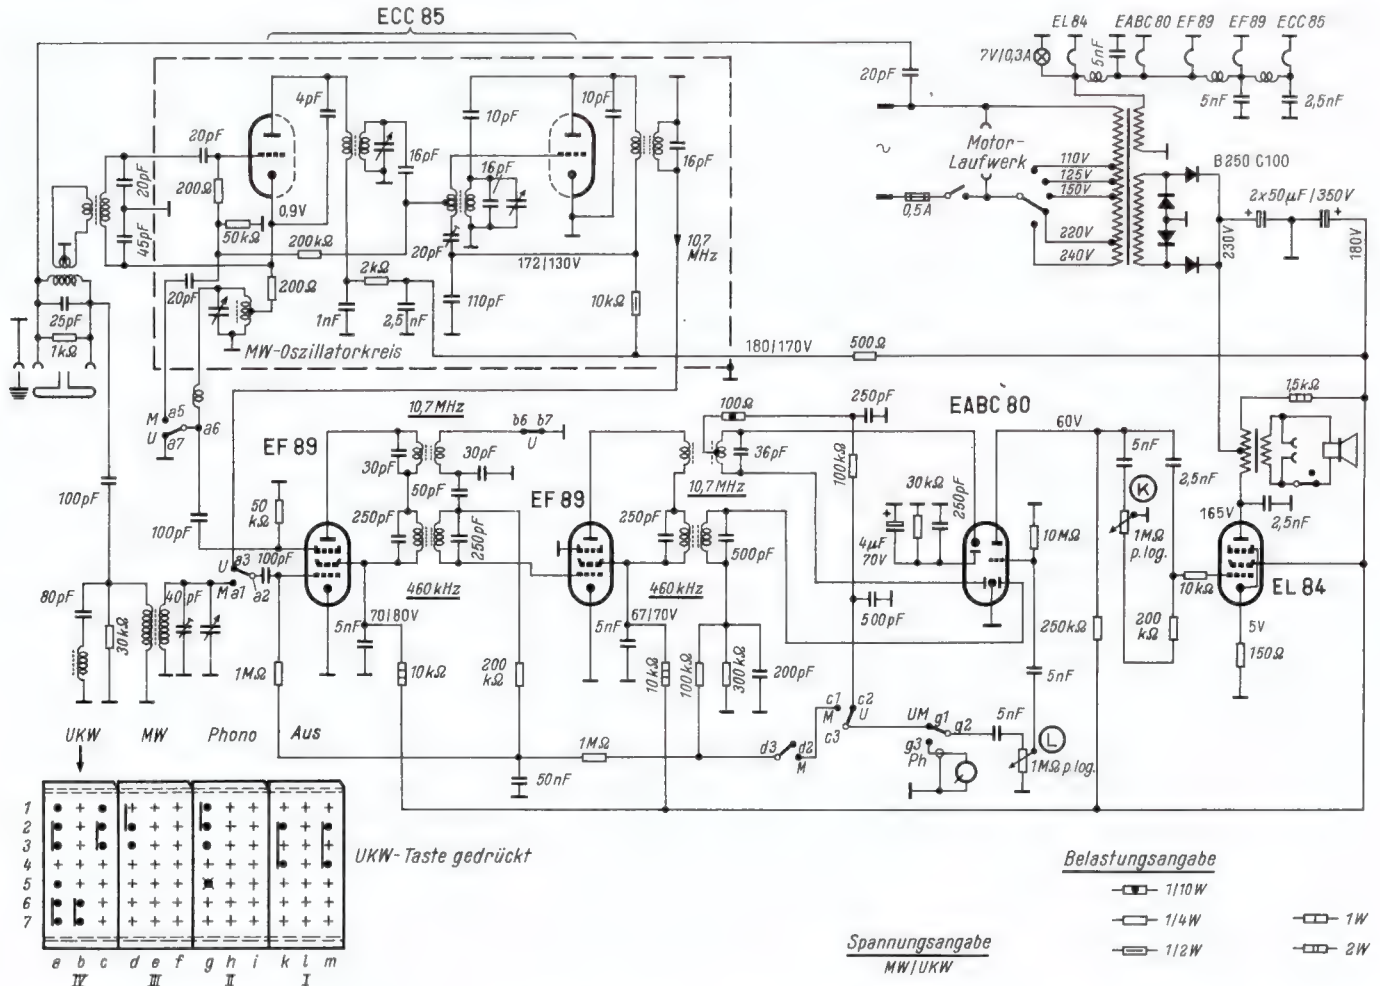 ECC 85
EL 84 EABC 80 EF 89 EF 89 ECC 85
7V/0,3A
5nF
5nF
2,5nF
20pF
4pF
10pF
10pF
20pF
16pF
16pF
16pF
~
Motor-
Laufwerk
110V
125V
150V
220V
240V
B 250 C 100
2x50µF/350V
+ +
0,5A
230V
180V
20pF
45pF
200Ω
0,9V
50kΩ
200kΩ
20pF
172/130V
10,7
MHz
20pF
200Ω
2kΩ
110pF
10kΩ
1nF
2,5nF
25pF
1kΩ
MW-Oszillatorkreis
180/170V
500Ω
1,5kΩ
M a5
U a7 a6
10,7MHz
b6 b7
U
100Ω
250pF
EABC 80
60V
EF 89
30pF
30pF
50pF
EF 89
36pF
10,7MHz
100kΩ
5nF
2,5nF
K
100pF
100pF
50
kΩ
250pF
250pF
250pF
500pF
+
4µF
70V
30kΩ
250pF
10MΩ
1MΩ
p.log.
165V
2,5nF
U a3
100pF
M a1 a2
460kHz
460kHz
10kΩ
EL 84
80pF
30kΩ
40pF
5nF
70/80V
5nF
67/70V
500pF
250kΩ
200
kΩ
5V
150Ω
1MΩ
10kΩ
200
kΩ
10kΩ
100kΩ
300kΩ
200pF
5nF
c1 c2
M U
c3
UM g1
g2
5nF
L
UKW MW Phono Aus
1MΩ
d3 d2
M
g3
Ph
1MΩ p.log.
50nF
1
2
3
4
5
6
7
UKW-Taste gedrückt
a b c d e f g h i k l m
IV III II I
Belastungsangabe
1/10W
1/4W 1W
1/2W 2W
Spannungsangabe
MW/UKW